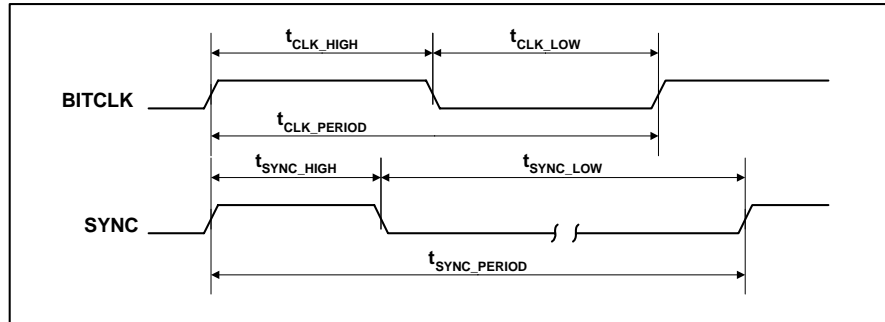 tCLK_HIGH tCLK_LOW
BITCLK
tCLK_PERIOD
tSYNC_HIGH tSYNC_LOW
SYNC
tSYNC_PERIOD